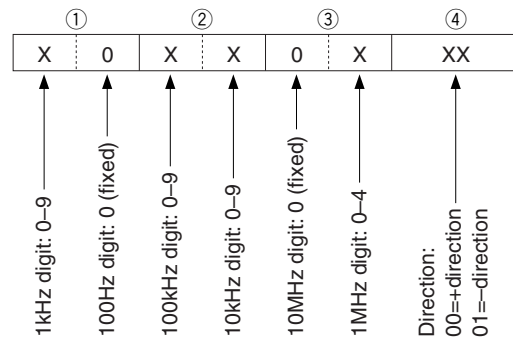 ① ② ③ ④
X 0 X X 0 X XX
1kHz digit: 0–9
100Hz digit: 0 (fixed)
100kHz digit: 0–9
10kHz digit: 0–9
10MHz digit: 0 (fixed)
1MHz digit: 0–4
Direction:
00=+direction
01=–direction